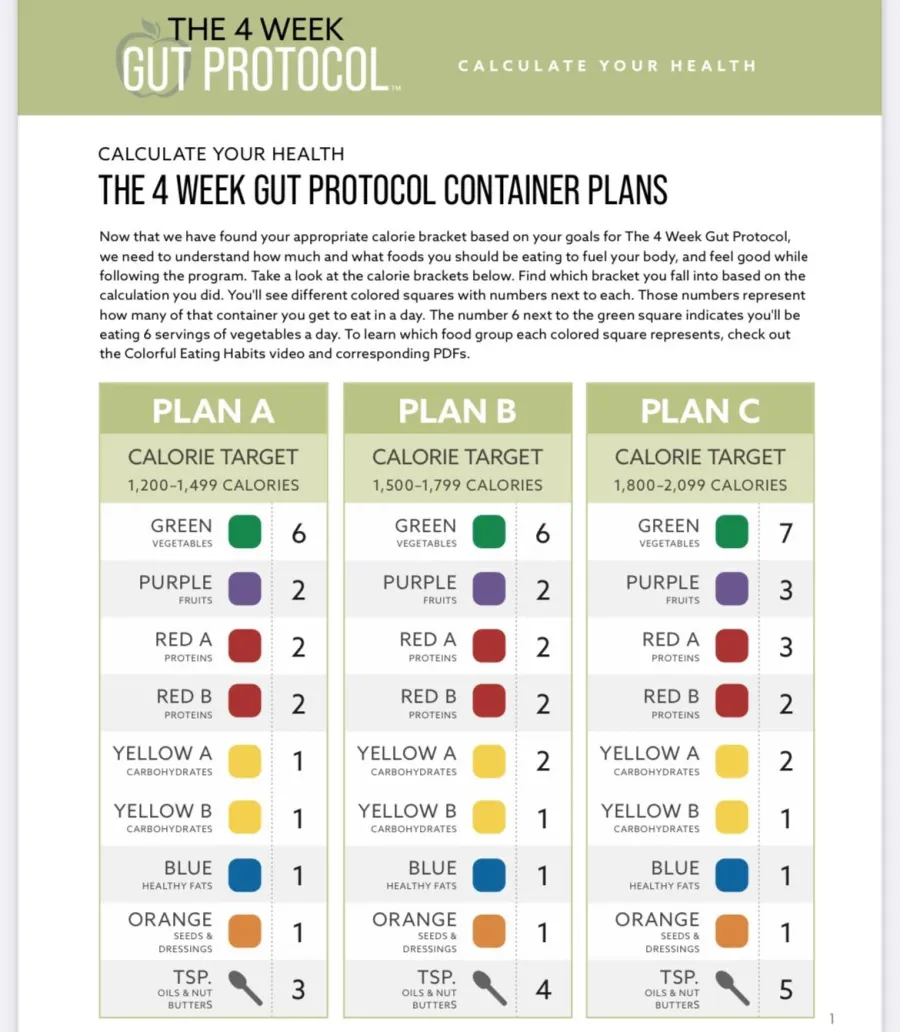 THE 4 WEEK
GUT PROTOCOL™
CALCULATE YOUR HEALTH
CALCULATE YOUR HEALTH
THE 4 WEEK GUT PROTOCOL CONTAINER PLANS
Now that we have found your appropriate calorie bracket based on your goals for The 4 Week Gut Protocol,
we need to understand how much and what foods you should be eating to fuel your body, and feel good while
following the program. Take a look at the calorie brackets below. Find which bracket you fall into based on the
calculation you did. You'll see different colored squares with numbers next to each. Those numbers represent
how many of that container you get to eat in a day. The number 6 next to the green square indicates you'll be
eating 6 servings of vegetables a day. To learn which food group each colored square represents, check out
the Colorful Eating Habits video and corresponding PDFs.
PLAN A
CALORIE TARGET
1,200–1,499 CALORIES
GREEN 6
VEGETABLES
PURPLE 2
FRUITS
RED A 2
PROTEINS
RED B 2
PROTEINS
YELLOW A 1
CARBOHYDRATES
YELLOW B 1
CARBOHYDRATES
BLUE 1
HEALTHY FATS
ORANGE 1
SEEDS &
DRESSINGS
TSP. 3
OILS & NUT
BUTTERS
PLAN B
CALORIE TARGET
1,500–1,799 CALORIES
GREEN 6
VEGETABLES
PURPLE 2
FRUITS
RED A 2
PROTEINS
RED B 2
PROTEINS
YELLOW A 2
CARBOHYDRATES
YELLOW B 1
CARBOHYDRATES
BLUE 1
HEALTHY FATS
ORANGE 1
SEEDS &
DRESSINGS
TSP. 4
OILS & NUT
BUTTERS
PLAN C
CALORIE TARGET
1,800–2,099 CALORIES
GREEN 7
VEGETABLES
PURPLE 3
FRUITS
RED A 3
PROTEINS
RED B 2
PROTEINS
YELLOW A 2
CARBOHYDRATES
YELLOW B 1
CARBOHYDRATES
BLUE 1
HEALTHY FATS
ORANGE 1
SEEDS &
DRESSINGS
TSP. 5
OILS & NUT
BUTTERS
1